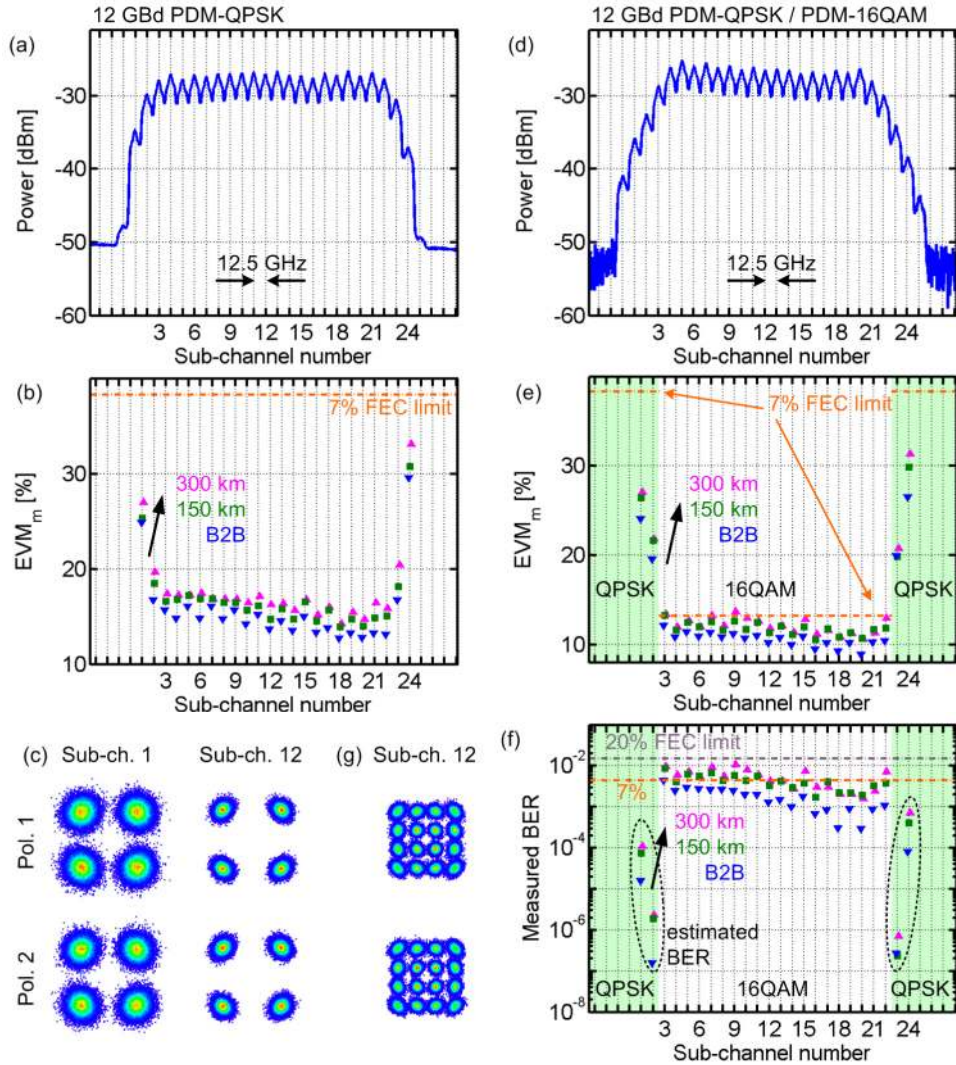 12 GBd PDM-QPSK
(a)
Power [dBm]
-30
-40
-50
-60
12.5 GHz
3 6 9 12 15 18 21 24
Sub-channel number
(b)
EVMm [%]
30
20
10
7% FEC limit
300 km
150 km
B2B
3 6 9 12 15 18 21 24
Sub-channel number
(c)
Sub-ch. 1
Sub-ch. 12
Pol. 1
Pol. 2
(g)
Sub-ch. 12
12 GBd PDM-QPSK / PDM-16QAM
(d)
Power [dBm]
-30
-40
-50
-60
12.5 GHz
3 6 9 12 15 18 21 24
Sub-channel number
(e)
EVMm [%]
30
20
10
7% FEC limit
300 km
150 km
B2B
QPSK
16QAM
QPSK
3 6 9 12 15 18 21 24
Sub-channel number
(f)
Measured BER
10-2
10-4
10-6
10-8
20% FEC limit
7%
300 km
150 km
B2B
estimated
BER
QPSK
16QAM
QPSK
3 6 9 12 15 18 21 24
Sub-channel number